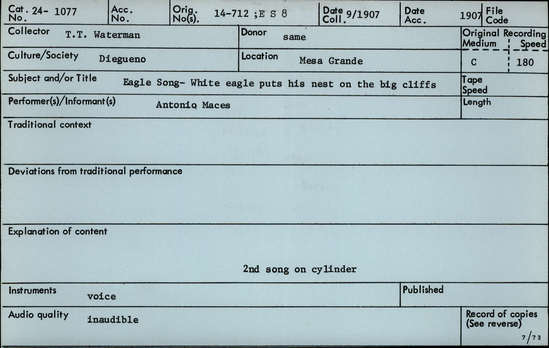 Cat. 24- 1077 Acc. Orig. 14-712 ;E S 8 Date 9/1907 Date 1907 File
No. No. No(s). Coll. Acc. Code
Collector T.T. Waterman Donor same Original Recording
Medium Speed
Culture/Society Diegueno Location Mesa Grande C 180
Subject and/or Title Eagle Song- White eagle puts his nest on the big cliffs Tape
Speed
Performer(s)/Informant(s) Antonio Maces Length
Traditional context
Deviations from traditional performance
Explanation of content
2nd song on cylinder
Instruments voice Published
Audio quality inaudible Record of copies
(See reverse)